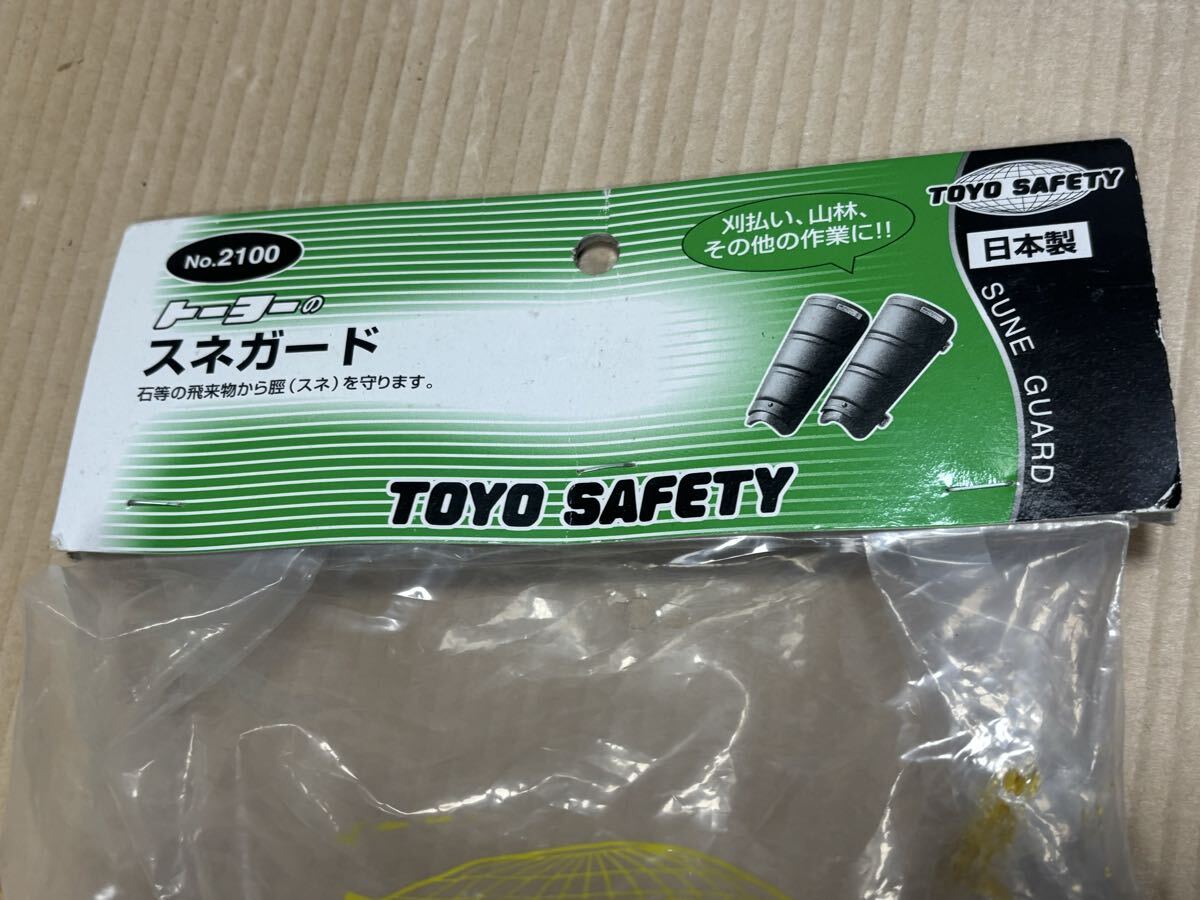 No.2100
トーヨーの
スネガード
石等の飛来物から脛(スネ)を守ります。
刈払い、山林、
その他の作業に!!
TOYO SAFETY
日本製
SUNE GUARD
TOYO SAFETY